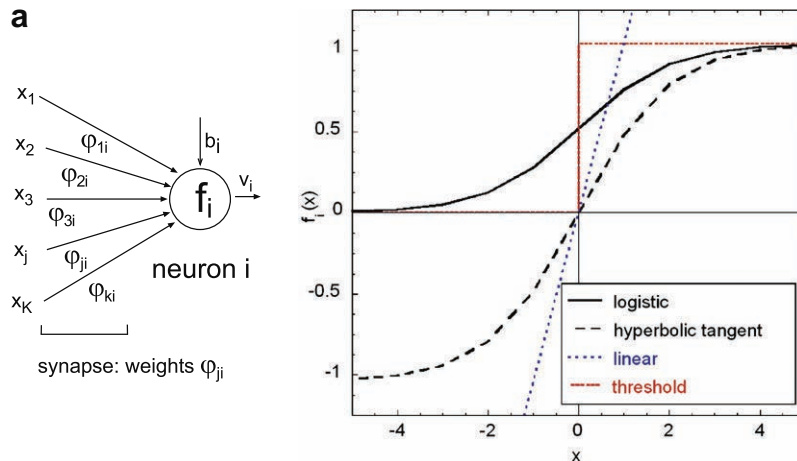 a
x₁
x₂
x₃
xⱼ
x_K
φ₁ᵢ
φ₂ᵢ
φ₃ᵢ
φⱼᵢ
φₖᵢ
bᵢ
fᵢ
vᵢ
neuron i
synapse: weights φⱼᵢ
fᵢ(x)
1
0.5
0
-0.5
-1
-4
-2
0
2
4
x
logistic
hyperbolic tangent
linear
threshold